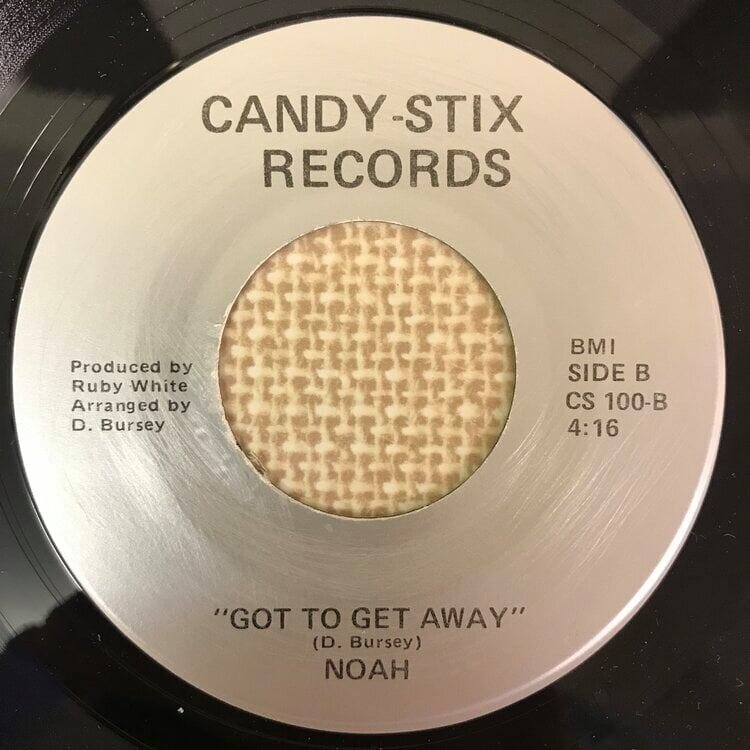 CANDY-STIX
RECORDS
Produced by
Ruby White
Arranged by
D. Bursey
BMI
SIDE B
CS 100-B
4:16
"GOT TO GET AWAY"
(D. Bursey)
NOAH